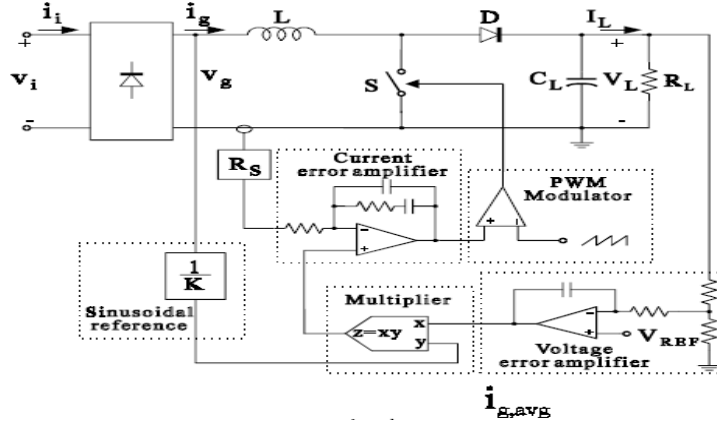 i_i
i_g
L
D
I_L
+
+
v_i
v_g
S
C_L
V_L
R_L
-
-
R_S
Current
error amplifier
PWM
Modulator
-
+
+
-
1
K
Sinusoidal
reference
Multiplier
z=xy
x
y
-
+
V_REF
Voltage
error amplifier
i_g,avg